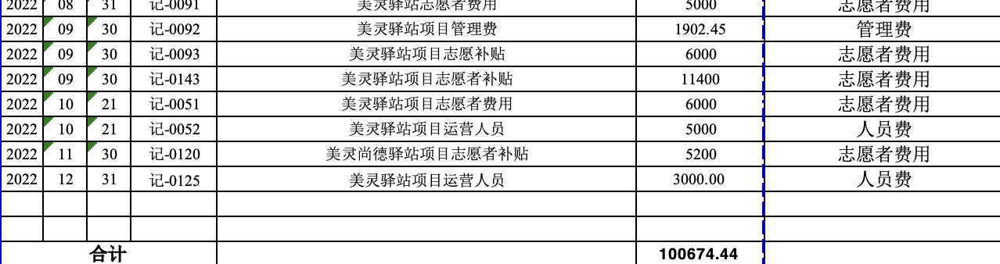 2022 08 31 记-0091 美灵驿站志愿者费用 5000 志愿者费用
2022 09 30 记-0092 美灵驿站项目管理费 1902.45 管理费
2022 09 30 记-0093 美灵驿站项目志愿补贴 6000 志愿者费用
2022 09 30 记-0143 美灵驿站项目志愿者补贴 11400 志愿者费用
2022 10 21 记-0051 美灵驿站项目志愿者费用 6000 志愿者费用
2022 10 21 记-0052 美灵驿站项目运营人员 5000 人员费
2022 11 30 记-0120 美灵尚德驿站项目志愿者补贴 5200 志愿者费用
2022 12 31 记-0125 美灵驿站项目运营人员 3000.00 人员费
合计 100674.44